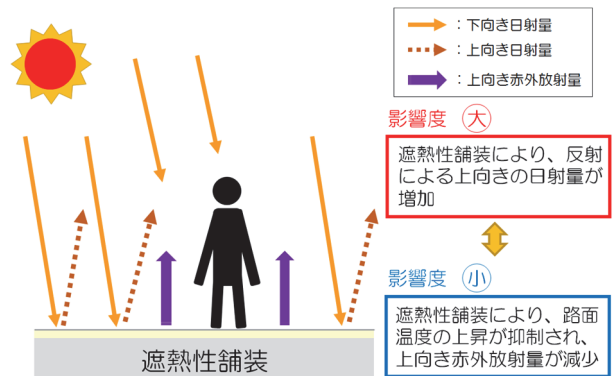 ：下向き日射量
：上向き日射量
：上向き赤外放射量
影響度 大
遮熱性舗装により、反射
による上向きの日射量が
増加
影響度 小
遮熱性舗装により、路面
温度の上昇が抑制され、
上向き赤外放射量が減少
遮熱性舗装